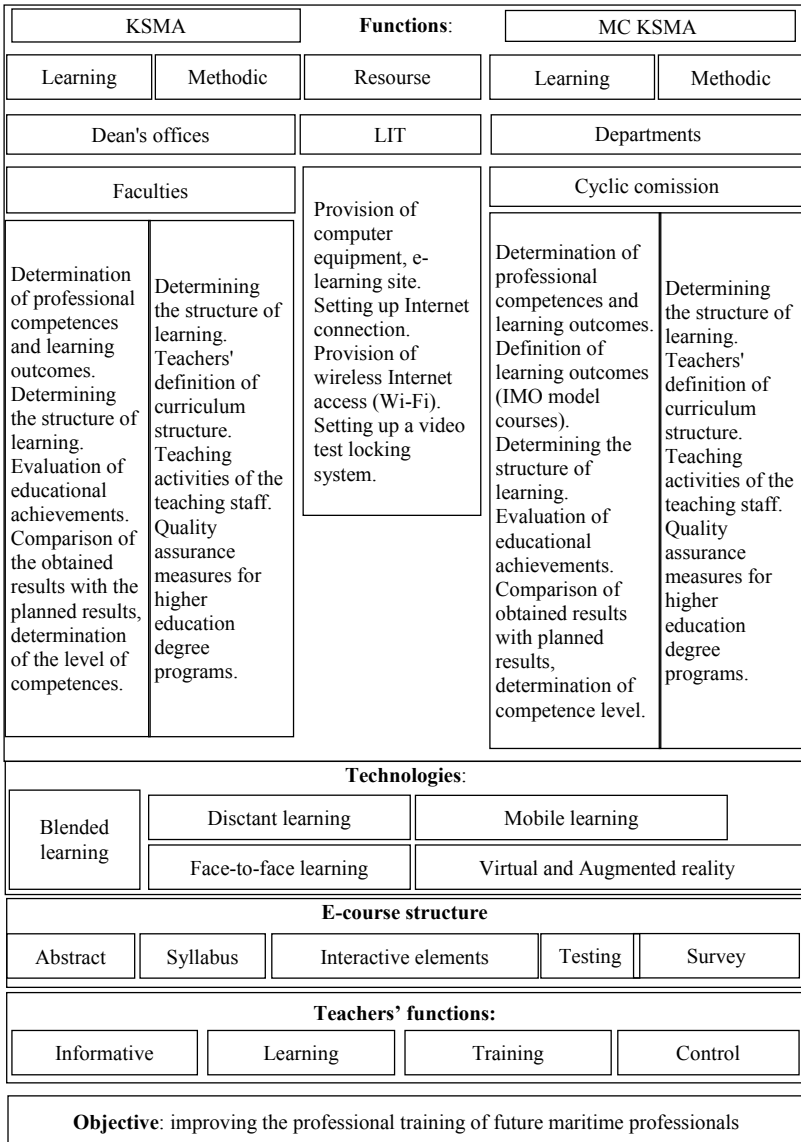 KSMA
Functions:
MC KSMA
Learning
Methodic
Resourse
Learning
Methodic
Dean's offices
LIT
Departments
Faculties
Cyclic comission
Determination
of professional
competences
and learning
outcomes.
Determining
the structure of
learning.
Evaluation of
educational
achievements.
Comparison of
the obtained
results with the
planned results,
determination
of the level of
competences.
Determining
the structure of
learning.
Teachers'
definition of
curriculum
structure.
Teaching
activities of the
teaching staff.
Quality
assurance
measures for
higher
education
degree
programs.
Provision of
computer
equipment, e-
learning site.
Setting up Internet
connection.
Provision of
wireless Internet
access (Wi-Fi).
Setting up a video
test locking
system.
Determination of
professional
competences and
learning outcomes.
Definition of
learning outcomes
(IMO model
courses).
Determining the
structure of
learning.
Evaluation of
educational
achievements.
Comparison of
obtained results
with planned
results,
determination of
competence level.
Determining
the structure of
learning.
Teachers'
definition of
curriculum
structure.
Teaching
activities of the
teaching staff.
Quality
assurance
measures for
higher
education
degree
programs.
Technologies:
Blended
learning
Disctant learning
Mobile learning
Face-to-face learning
Virtual and Augmented reality
E-course structure
Abstract
Syllabus
Interactive elements
Testing
Survey
Teachers’ functions:
Informative
Learning
Training
Control
Objective: improving the professional training of future maritime professionals